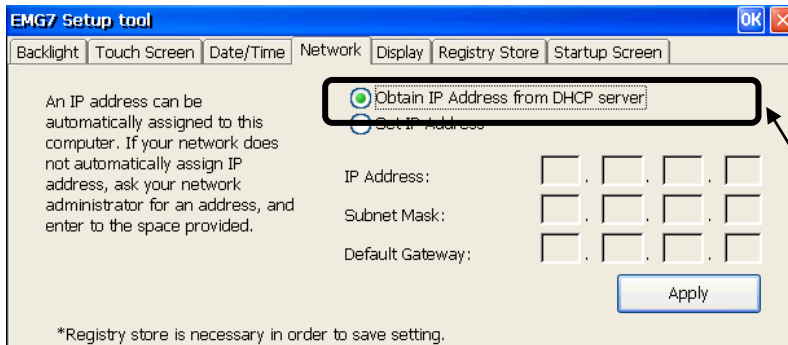 EMG7 Setup tool
OK
Backlight Touch Screen Date/Time Network Display Registry Store Startup Screen
An IP address can be
automatically assigned to this
computer. If your network does
not automatically assign IP
address, ask your network
administrator for an address, and
enter to the space provided.
Obtain IP Address from DHCP server
Set IP Address
IP Address:
Subnet Mask:
Default Gateway:
Apply
*Registry store is necessary in order to save setting.